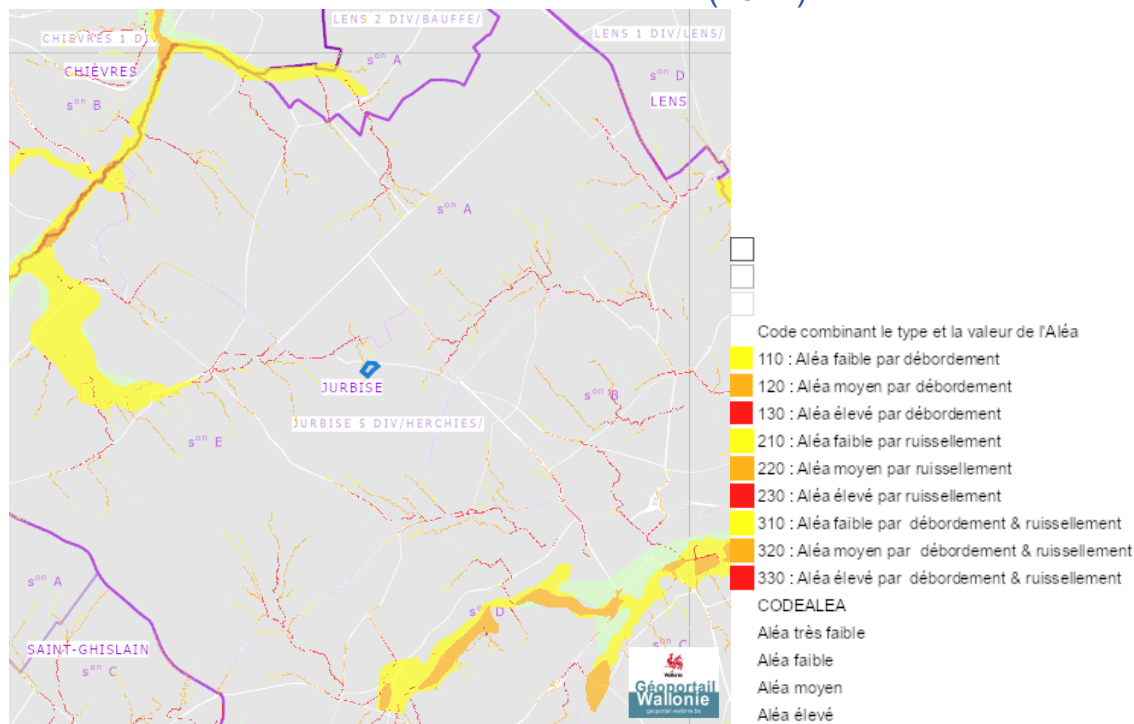 LENS 2 DIV/BAUFFE/
CHIEVRES 1 DI
LENS 1 DIV/LENS/
sᵒⁿ A
CHIÈVRES
sᵒⁿ D
sᵒⁿ B
LENS
sᵒⁿ A
JURBISE
sᵒⁿ B
JURBISE 5 DIV/HERCHIES/
sᵒⁿ E
sᵒⁿ A
sᵒⁿ D
SAINT-GHISLAIN
sᵒⁿ C
sᵒⁿ C
Wallonie
Géoportail
Wallonie
geoportail.wallonie.be
Code combinant le type et la valeur de l'Aléa
110 : Aléa faible par débordement
120 : Aléa moyen par débordement
130 : Aléa élevé par débordement
210 : Aléa faible par ruissellement
220 : Aléa moyen par ruissellement
230 : Aléa élevé par ruissellement
310 : Aléa faible par débordement & ruissellement
320 : Aléa moyen par débordement & ruissellement
330 : Aléa élevé par débordement & ruissellement
CODEALEA
Aléa très faible
Aléa faible
Aléa moyen
Aléa élevé